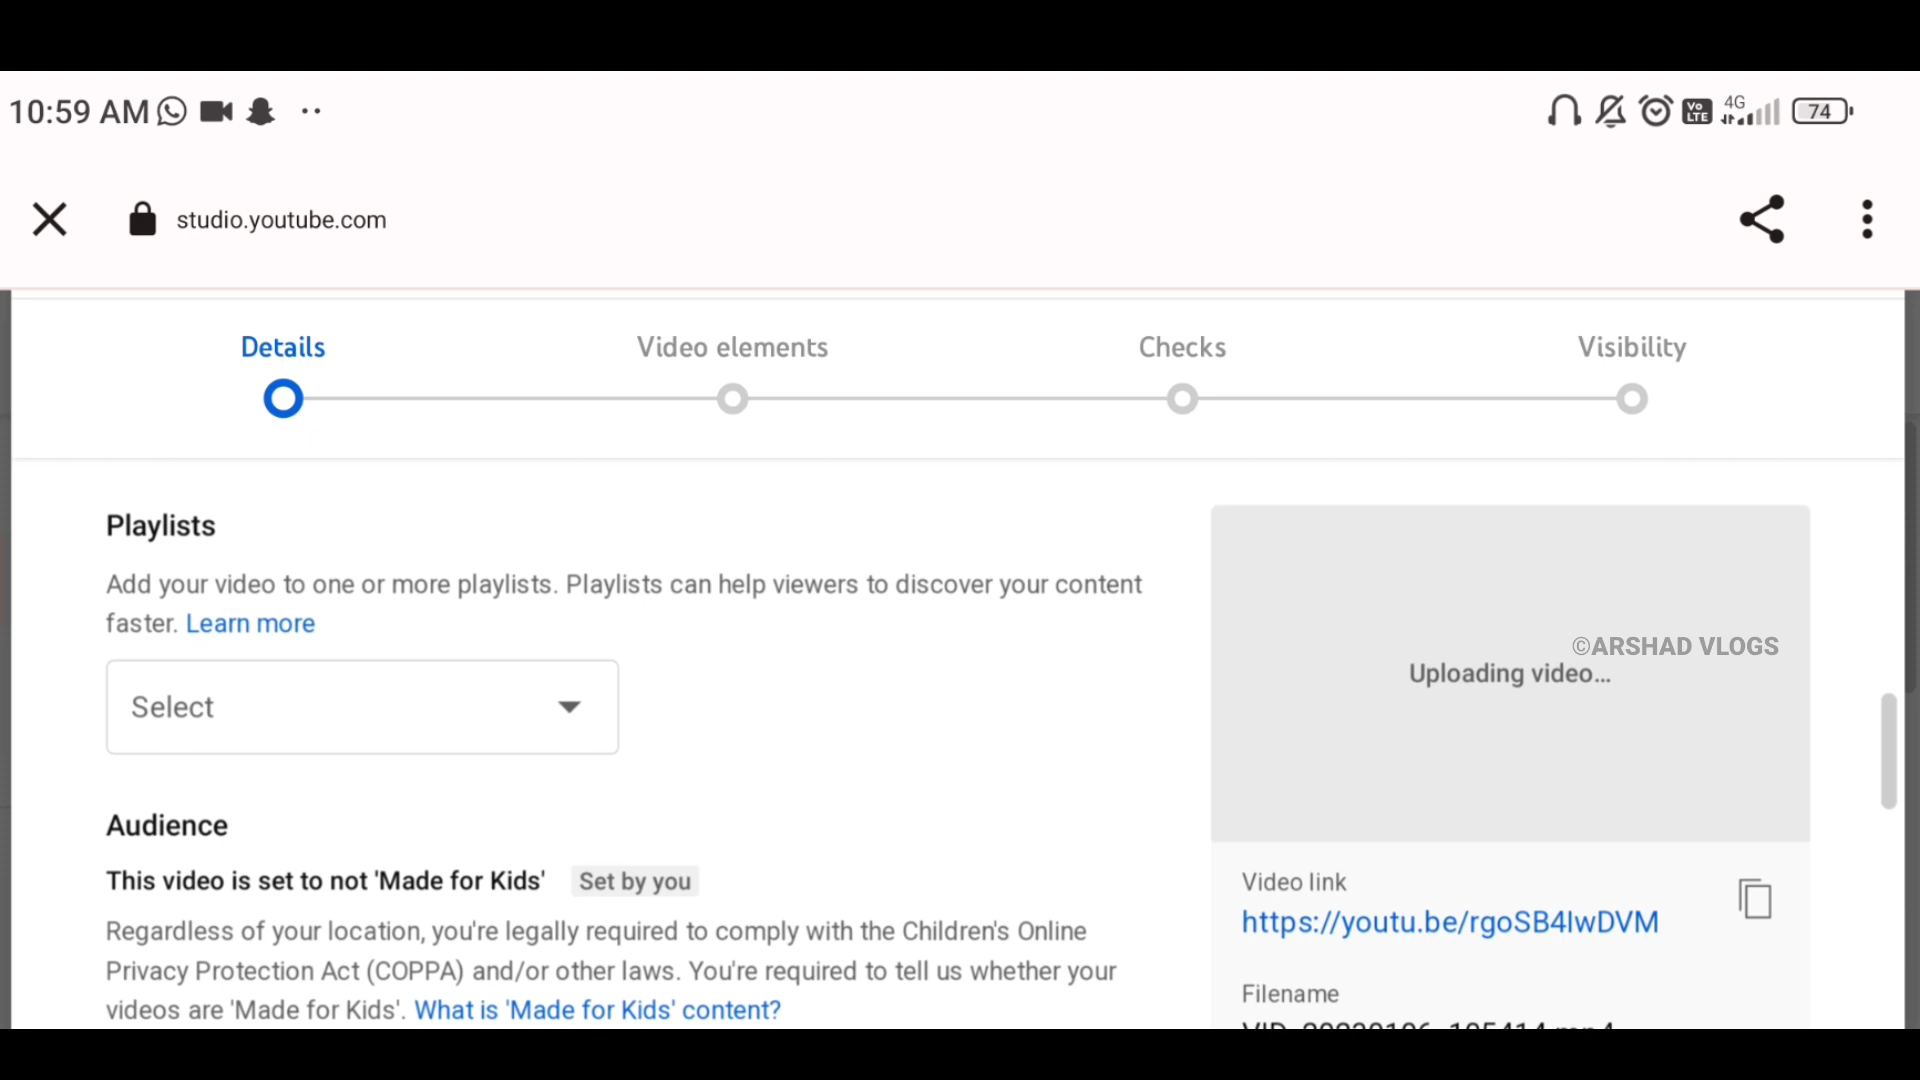 10:59 AM
Vo LTE 4G 74
studio.youtube.com
Details Video elements Checks Visibility
Playlists
Add your video to one or more playlists. Playlists can help viewers to discover your content
faster. Learn more
Select
Audience
This video is set to not 'Made for Kids' Set by you
Regardless of your location, you're legally required to comply with the Children's Online
Privacy Protection Act (COPPA) and/or other laws. You're required to tell us whether your
videos are 'Made for Kids'. What is 'Made for Kids' content?
©ARSHAD VLOGS
Uploading video...
Video link
https://youtu.be/rgoSB4IwDVM
Filename